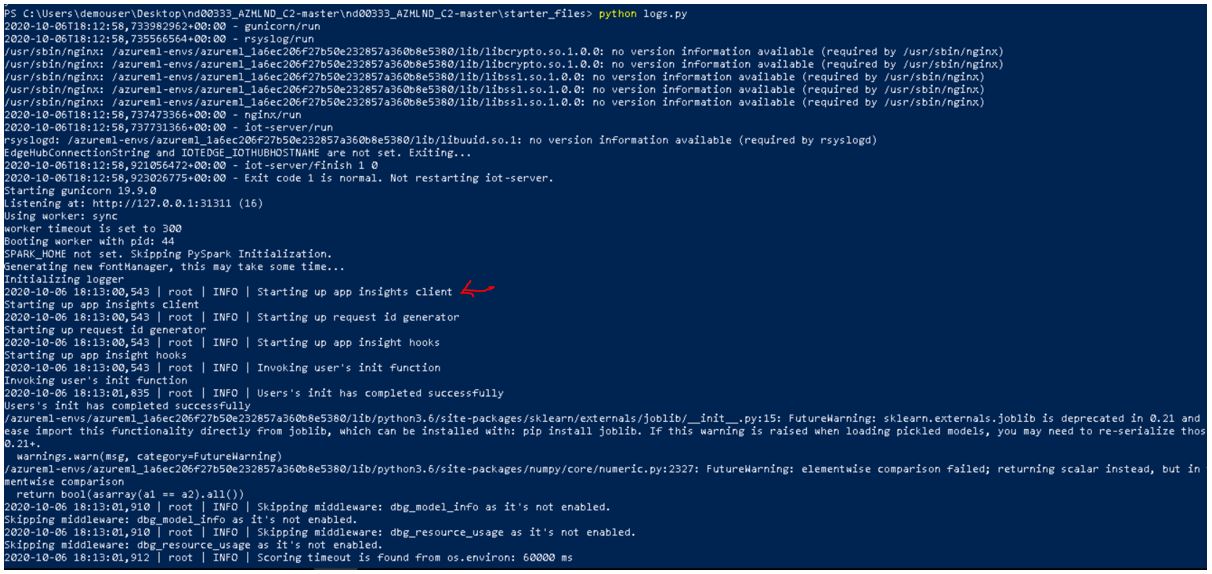 PS C:\Users\demouser\Desktop\nd00333_AZMLND_C2-master\nd00333_AZMLND_C2-master\starter_files> python logs.py
2020-10-06T18:12:58,733982962+00:00 - gunicorn/run
2020-10-06T18:12:58,735566564+00:00 - rsyslog/run
/usr/sbin/nginx: /azureml-envs/azureml_1a6ec206f27b50e232857a360b8e5380/lib/libcrypto.so.1.0.0: no version information available (required by /usr/sbin/nginx)
/usr/sbin/nginx: /azureml-envs/azureml_1a6ec206f27b50e232857a360b8e5380/lib/libcrypto.so.1.0.0: no version information available (required by /usr/sbin/nginx)
/usr/sbin/nginx: /azureml-envs/azureml_1a6ec206f27b50e232857a360b8e5380/lib/libssl.so.1.0.0: no version information available (required by /usr/sbin/nginx)
/usr/sbin/nginx: /azureml-envs/azureml_1a6ec206f27b50e232857a360b8e5380/lib/libssl.so.1.0.0: no version information available (required by /usr/sbin/nginx)
/usr/sbin/nginx: /azureml-envs/azureml_1a6ec206f27b50e232857a360b8e5380/lib/libssl.so.1.0.0: no version information available (required by /usr/sbin/nginx)
2020-10-06T18:12:58,737473366+00:00 - nginx/run
2020-10-06T18:12:58,737731366+00:00 - iot-server/run
rsyslogd: /azureml-envs/azureml_1a6ec206f27b50e232857a360b8e5380/lib/libuuid.so.1: no version information available (required by rsyslogd)
EdgeHubConnectionString and IOTEDGE_IOTHUBHOSTNAME are not set. Exiting...
2020-10-06T18:12:58,921056472+00:00 - iot-server/finish 1 0
2020-10-06T18:12:58,923026775+00:00 - Exit code 1 is normal. Not restarting iot-server.
Starting gunicorn 19.9.0
Listening at: http://127.0.0.1:31311 (16)
Using worker: sync
worker timeout is set to 300
Booting worker with pid: 44
SPARK_HOME not set. Skipping PySpark Initialization.
Generating new fontManager, this may take some time...
Initializing logger
2020-10-06 18:13:00,543 | root | INFO | Starting up app insights client
Starting up app insights client
2020-10-06 18:13:00,543 | root | INFO | Starting up request id generator
Starting up request id generator
2020-10-06 18:13:00,543 | root | INFO | Starting up app insight hooks
Starting up app insight hooks
2020-10-06 18:13:00,543 | root | INFO | Invoking user's init function
Invoking user's init function
2020-10-06 18:13:01,835 | root | INFO | Users's init has completed successfully
Users's init has completed successfully
/azureml-envs/azureml_1a6ec206f27b50e232857a360b8e5380/lib/python3.6/site-packages/sklearn/externals/joblib/__init__.py:15: FutureWarning: sklearn.externals.joblib is deprecated in 0.21 and
ease import this functionality directly from joblib, which can be installed with: pip install joblib. If this warning is raised when loading pickled models, you may need to re-serialize thos
0.21+.
  warnings.warn(msg, category=FutureWarning)
/azureml-envs/azureml_1a6ec206f27b50e232857a360b8e5380/lib/python3.6/site-packages/numpy/core/numeric.py:2327: FutureWarning: elementwise comparison failed; returning scalar instead, but in
mentwise comparison
  return bool(asarray(a1 == a2).all())
2020-10-06 18:13:01,910 | root | INFO | Skipping middleware: dbg_model_info as it's not enabled.
Skipping middleware: dbg_model_info as it's not enabled.
2020-10-06 18:13:01,910 | root | INFO | Skipping middleware: dbg_resource_usage as it's not enabled.
Skipping middleware: dbg_resource_usage as it's not enabled.
2020-10-06 18:13:01,912 | root | INFO | Scoring timeout is found from os.environ: 60000 ms